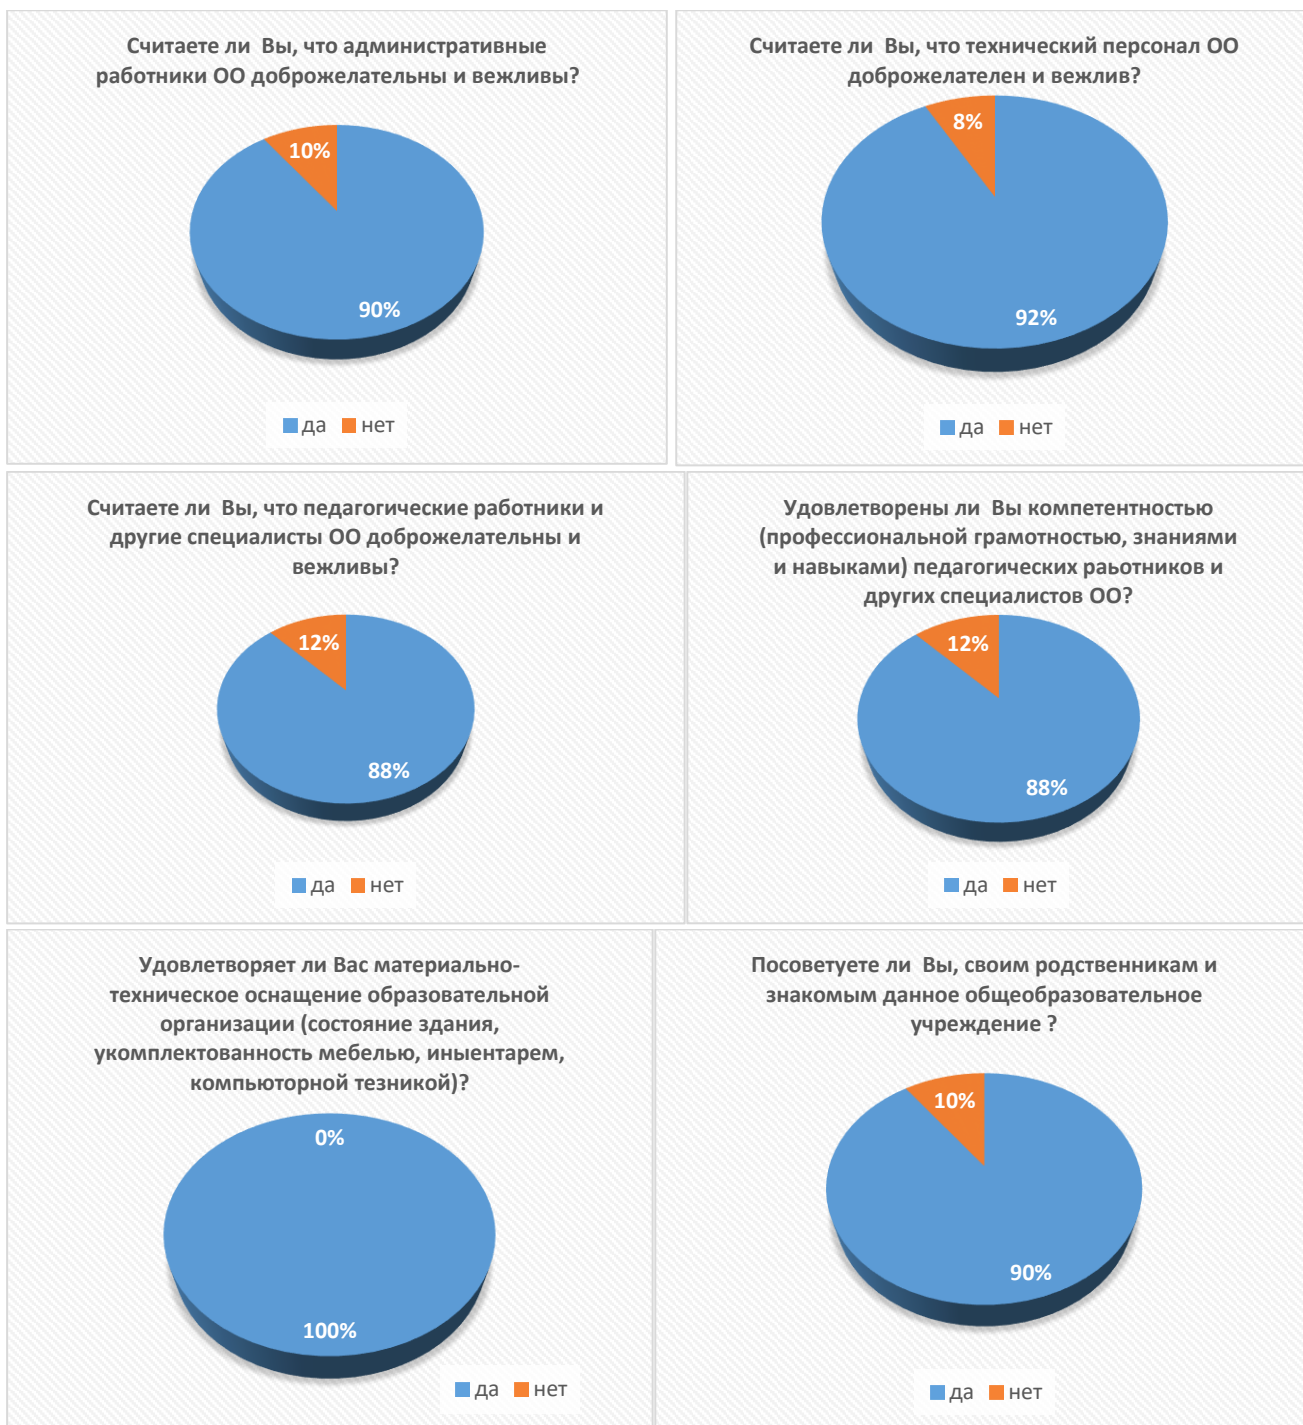 Считаете ли  Вы, что административные
работники ОО доброжелательны и вежливы?
10%
90%
да нет
Считаете ли  Вы, что технический персонал ОО
доброжелателен и вежлив?
8%
92%
да нет
Считаете ли  Вы, что педагогические работники и
другие специалисты ОО доброжелательны и
вежливы?
12%
88%
да нет
Удовлетворены ли  Вы компетентностью
(профессиональной грамотностью, знаниями
и навыками) педагогических раьотников и
других специалистов ОО?
12%
88%
да нет
Удовлетворяет ли Вас материально-
техническое оснащение образовательной
организации (состояние здания,
укомплектованность мебелью, иныентарем,
компьюторной тезникой)?
0%
100%
да нет
Посоветуете ли  Вы, своим родственникам и
знакомым данное общеобразовательное
учреждение ?
10%
90%
да нет